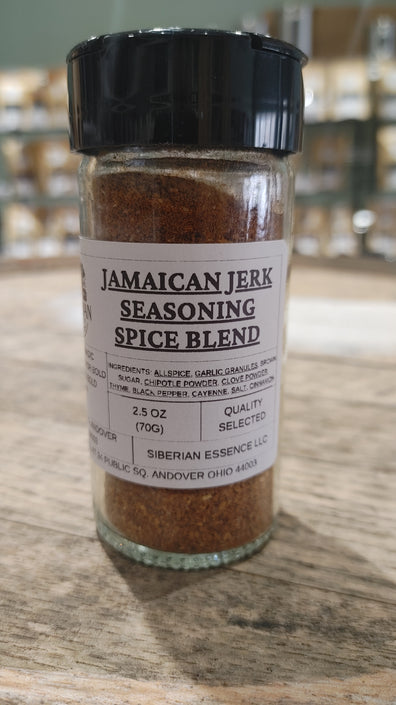 JAMAICAN JERK
SEASONING
SPICE BLEND
INGREDIENTS: ALLSPICE, GARLIC GRANULES, BROWN
SUGAR, CHIPOTLE POWDER, CLOVE POWDER,
THYME, BLACK PEPPER, CAYENNE, SALT, CINNAMON
2.5 OZ
(70G)
QUALITY
SELECTED
ANDOVER
SIBERIAN ESSENCE LLC
PUBLIC SQ. ANDOVER OHIO 44003